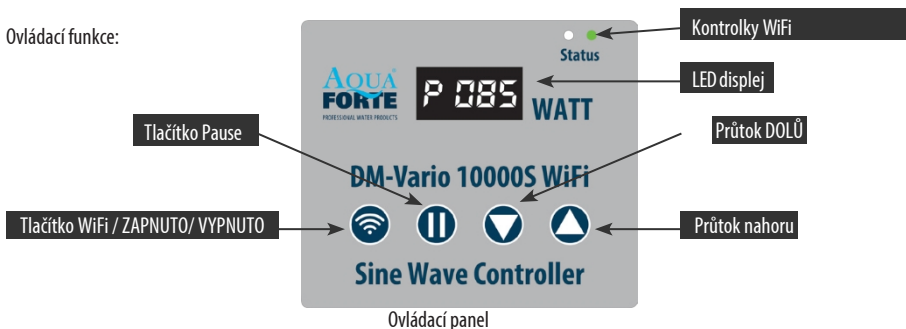 Ovládací funkce:
Kontrolky WiFi
Status
LED displej
AQUA
FORTE
PROFESSIONAL WATER PRODUCTS
P 085
WATT
Tlačítko Pause
Průtok DOLŮ
DM-Vario 10000S WiFi
Tlačítko WiFi / ZAPNUTO/ VYPNUTO
Průtok nahoru
Sine Wave Controller
Ovládací panel